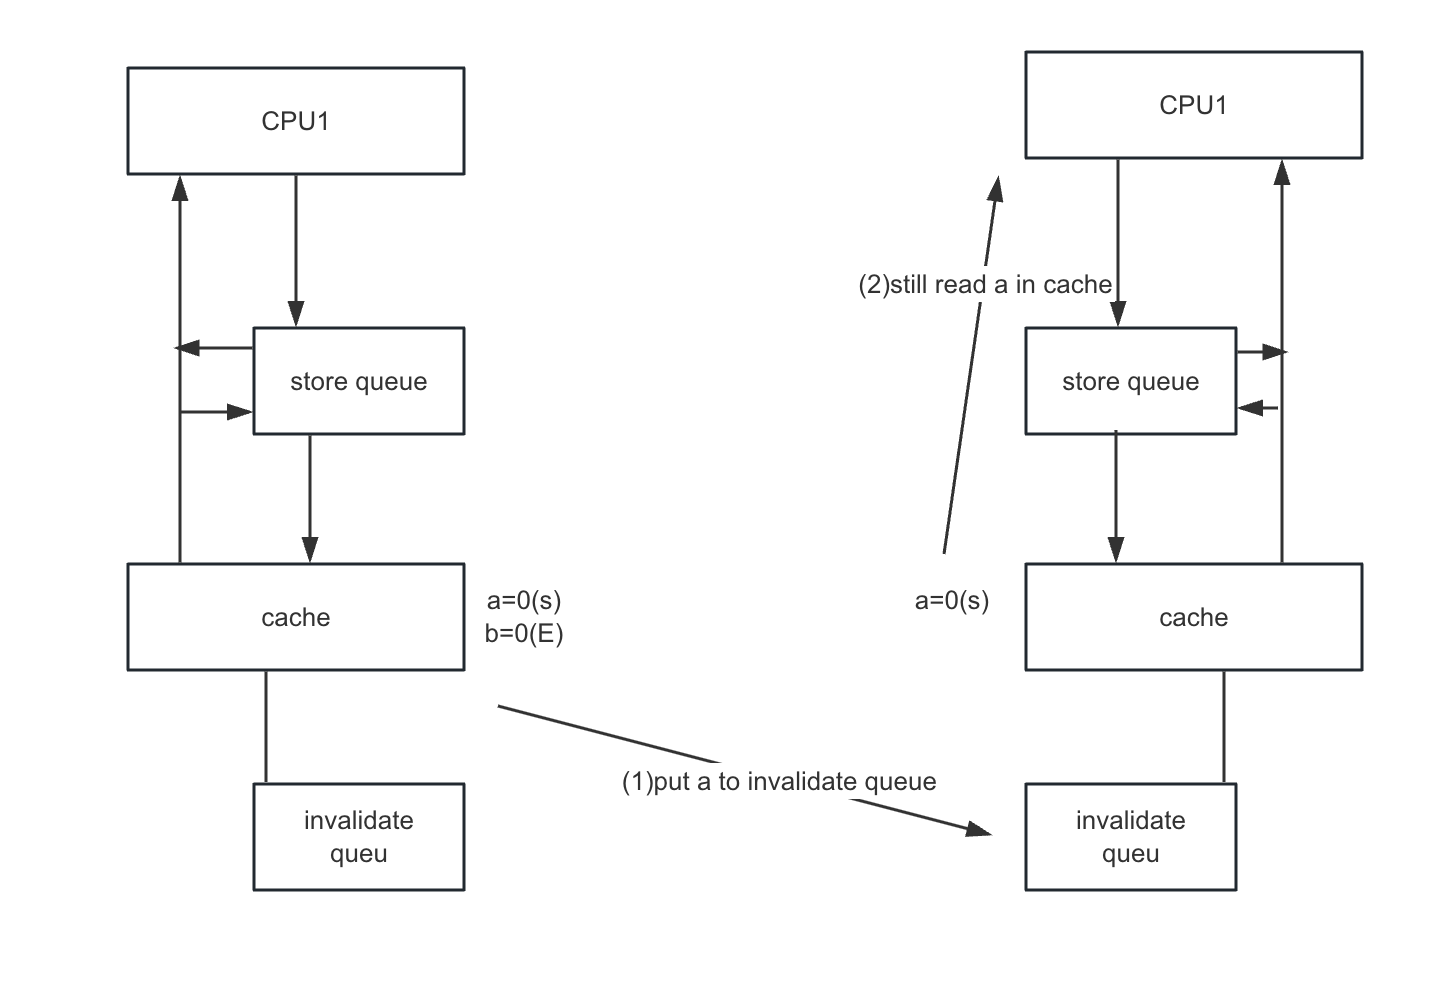 CPU1
CPU1
(2)still read a in cache
store queue
store queue
cache
a=0(s)
b=0(E)
a=0(s)
cache
(1)put a to invalidate queue
invalidate
queu
invalidate
queu